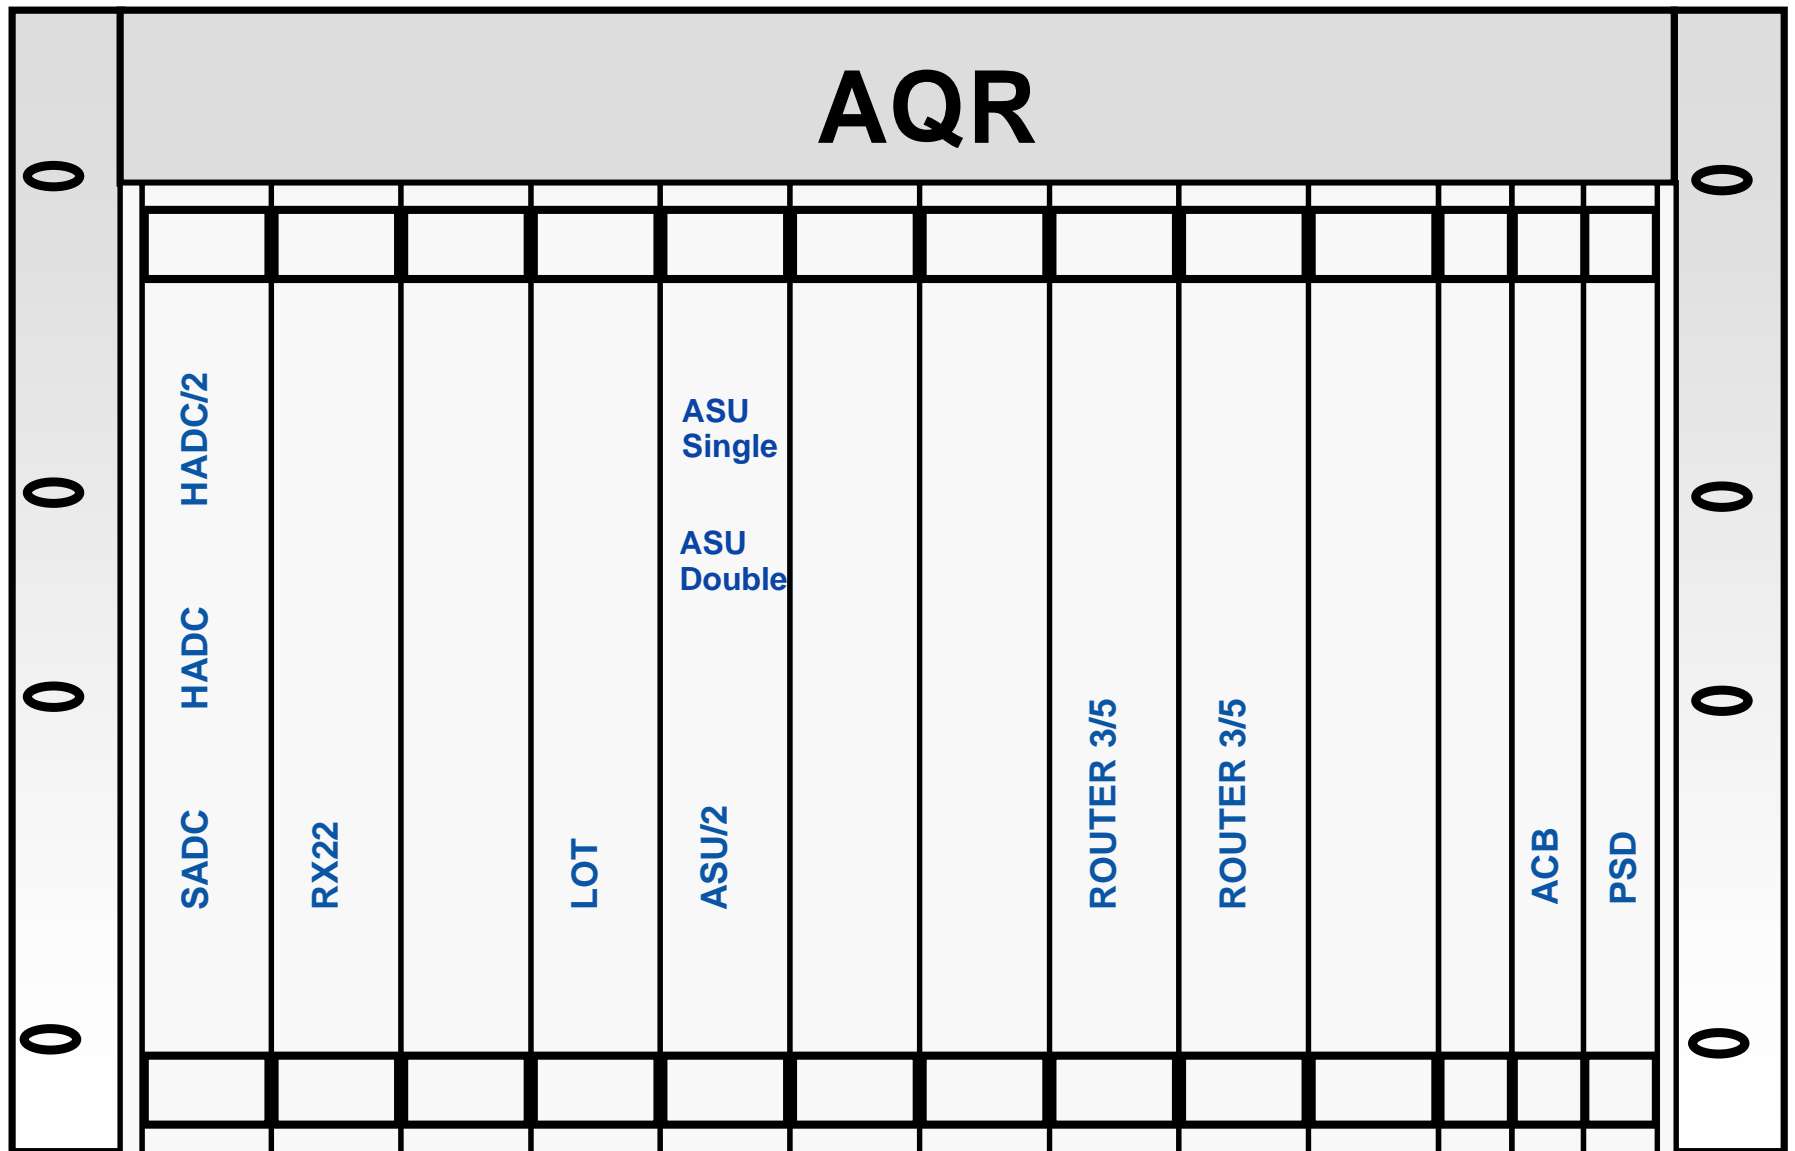 AQR
HADC/2
HADC
SADC
RX22
LOT
ASU
Single
ASU
Double
ASU/2
ROUTER 3/5
ROUTER 3/5
ACB
PSD